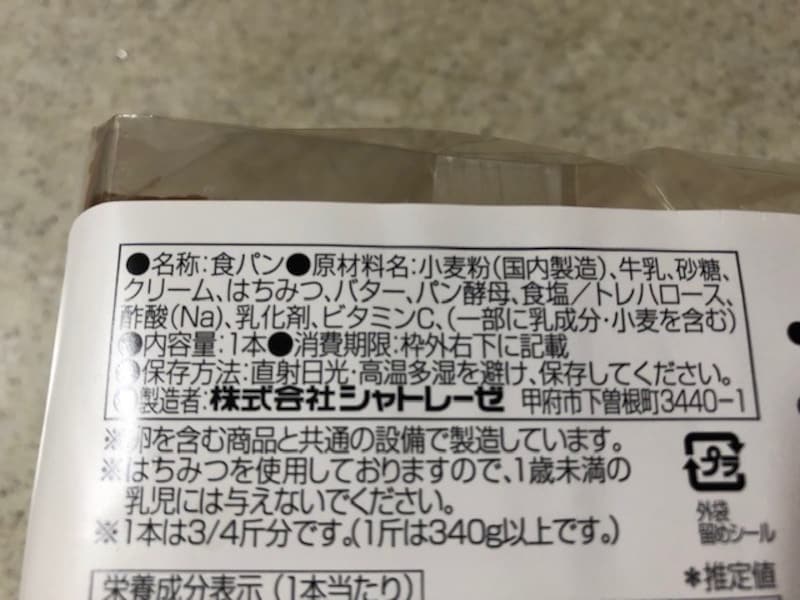 ●名称:食パン●原材料名:小麦粉(国内製造)、牛乳、砂糖、
クリーム、はちみつ、バター、パン酵母、食塩/トレハロース、
酢酸(Na)、乳化剤、ビタミンC、(一部に乳成分・小麦を含む)
●内容量:1本●消費期限:枠外右下に記載
●保存方法:直射日光・高温多湿を避け、保存してください。
●製造者:株式会社シャトレーゼ 甲府市下曽根町3440-1
※卵を含む商品と共通の設備で製造しています。
※はちみつを使用しておりますので、1歳未満の
乳児には与えないでください。
※1本は3/4斤分です。(1斤は340g以上です。)
プラ
外袋
留めシール
*推定値
栄養成分表示(1本当たり)